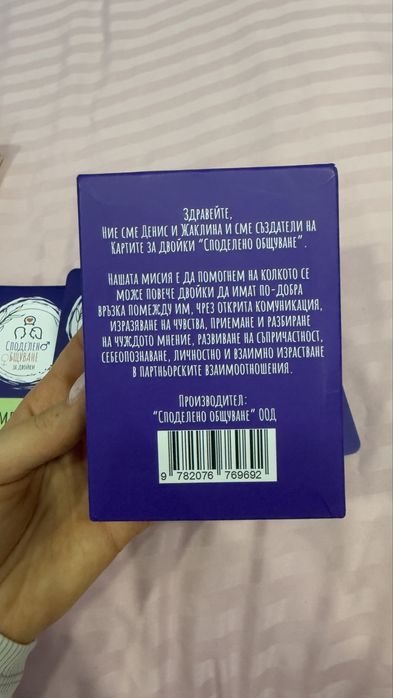 Здравейте,
Ние сме Денис и Жаклина и сме създатели на
Картите за двойки "Споделено общуване".
Нашата мисия е да помогнем на колкото се
може повече двойки да имат по-добра
връзка помежду им, чрез открита комуникация,
изразяване на чувства, приемане и разбиране
на чуждото мнение, развиване на съпричастност,
себеопознаване, личностно и взаимно израстване
в партньорските взаимоотношения.
Производител:
"Споделено общуване" ООД
9 782076 769692
Споделено
общуване
за двойки